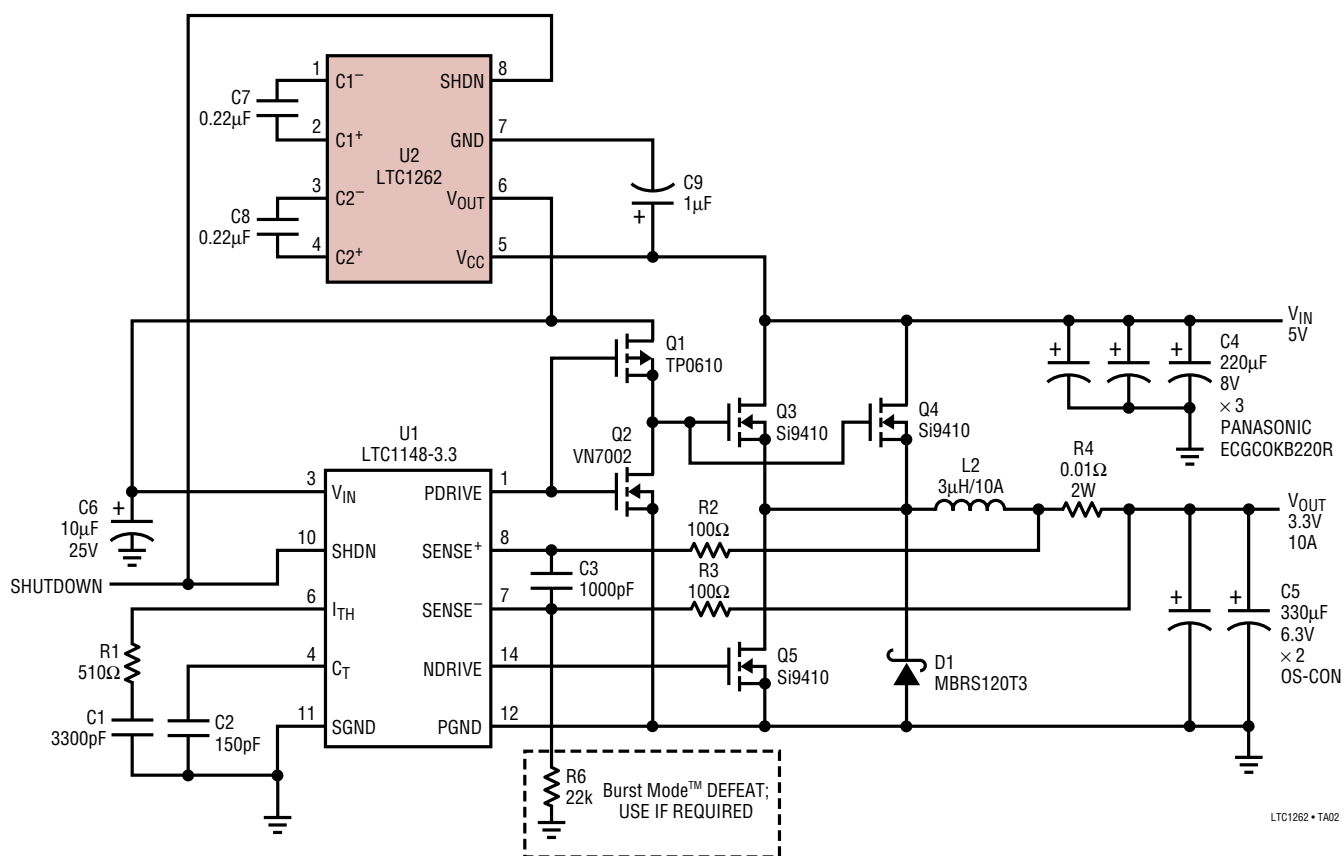 1
C1⁻
SHDN
8
C7
0.22µF
2
C1⁺
GND
7
U2
LTC1262
3
C2⁻
VOUT
6
C8
0.22µF
4
C2⁺
VCC
5
C9
1µF
+
VIN
5V
+
+
+
C4
220µF
8V
× 3
PANASONIC
ECGCOKB220R
Q1
TP0610
Q3
Si9410
Q4
Si9410
Q2
VN7002
U1
LTC1148-3.3
3
VIN
PDRIVE
1
C6
10µF
25V
+
L2
3µH/10A
R4
0.01Ω
2W
VOUT
3.3V
10A
10
SHDN
SENSE⁺
8
R2
100Ω
SHUTDOWN
C3
1000pF
R3
100Ω
6
ITH
SENSE⁻
7
+
+
C5
330µF
6.3V
× 2
OS-CON
R1
510Ω
4
CT
NDRIVE
14
Q5
Si9410
D1
MBRS120T3
C1
3300pF
C2
150pF
11
SGND
PGND
12
R6
22k
Burst Mode™ DEFEAT;
USE IF REQUIRED
LTC1262 • TA02